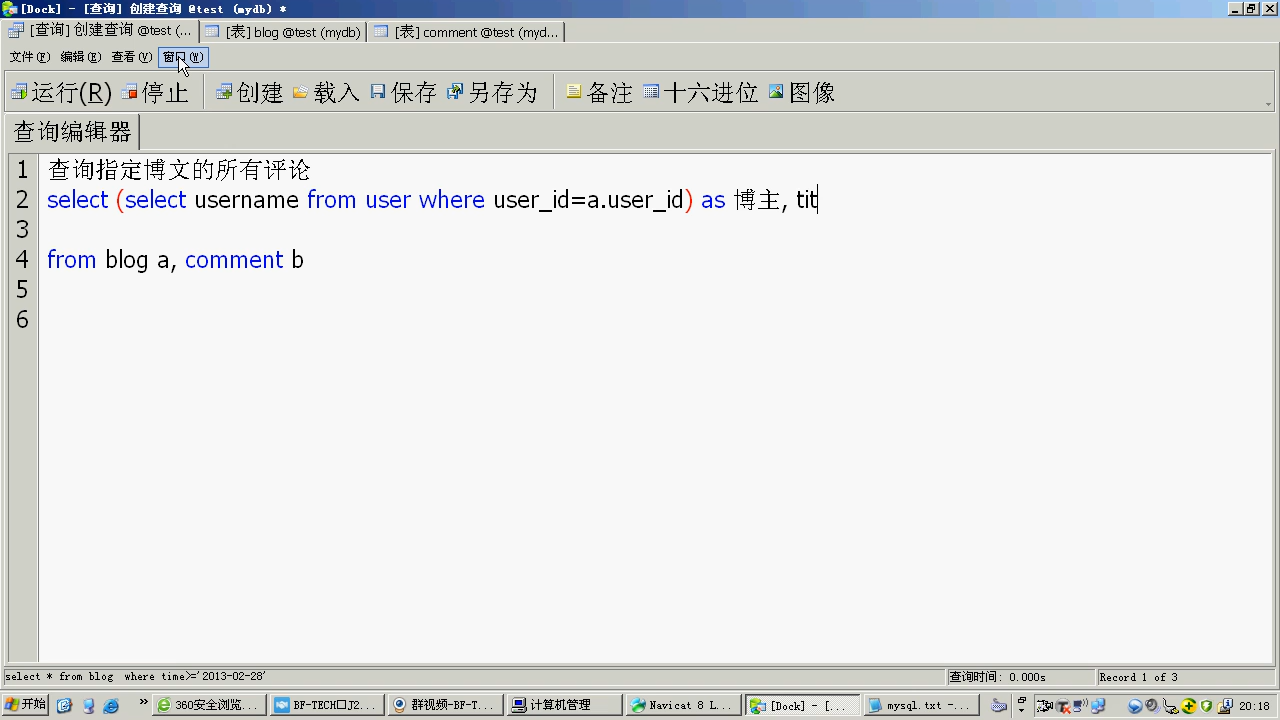 [Dock] - [查询] 创建查询 @test (mydb) *
[查询] 创建查询 @test (... [表] blog @test (mydb) [表] comment @test (myd...
文件(F) 编辑(E) 查看(V) 窗口(W)
运行(R) 停止 创建 载入 保存 另存为 备注 十六进位 图像
查询编辑器
1 查询指定博文的所有评论
2 select (select username from user where user_id=a.user_id) as 博主, tit
3
4 from blog a, comment b
5
6
select * from blog where time>='2013-02-28' 查询时间: 0.000s Record 1 of 3
开始 360安全浏览... BF-TECH口J2... 群视频-BF-T... 计算机管理 Navicat 8 L... [Dock] - [... mysql.txt -... 20:18